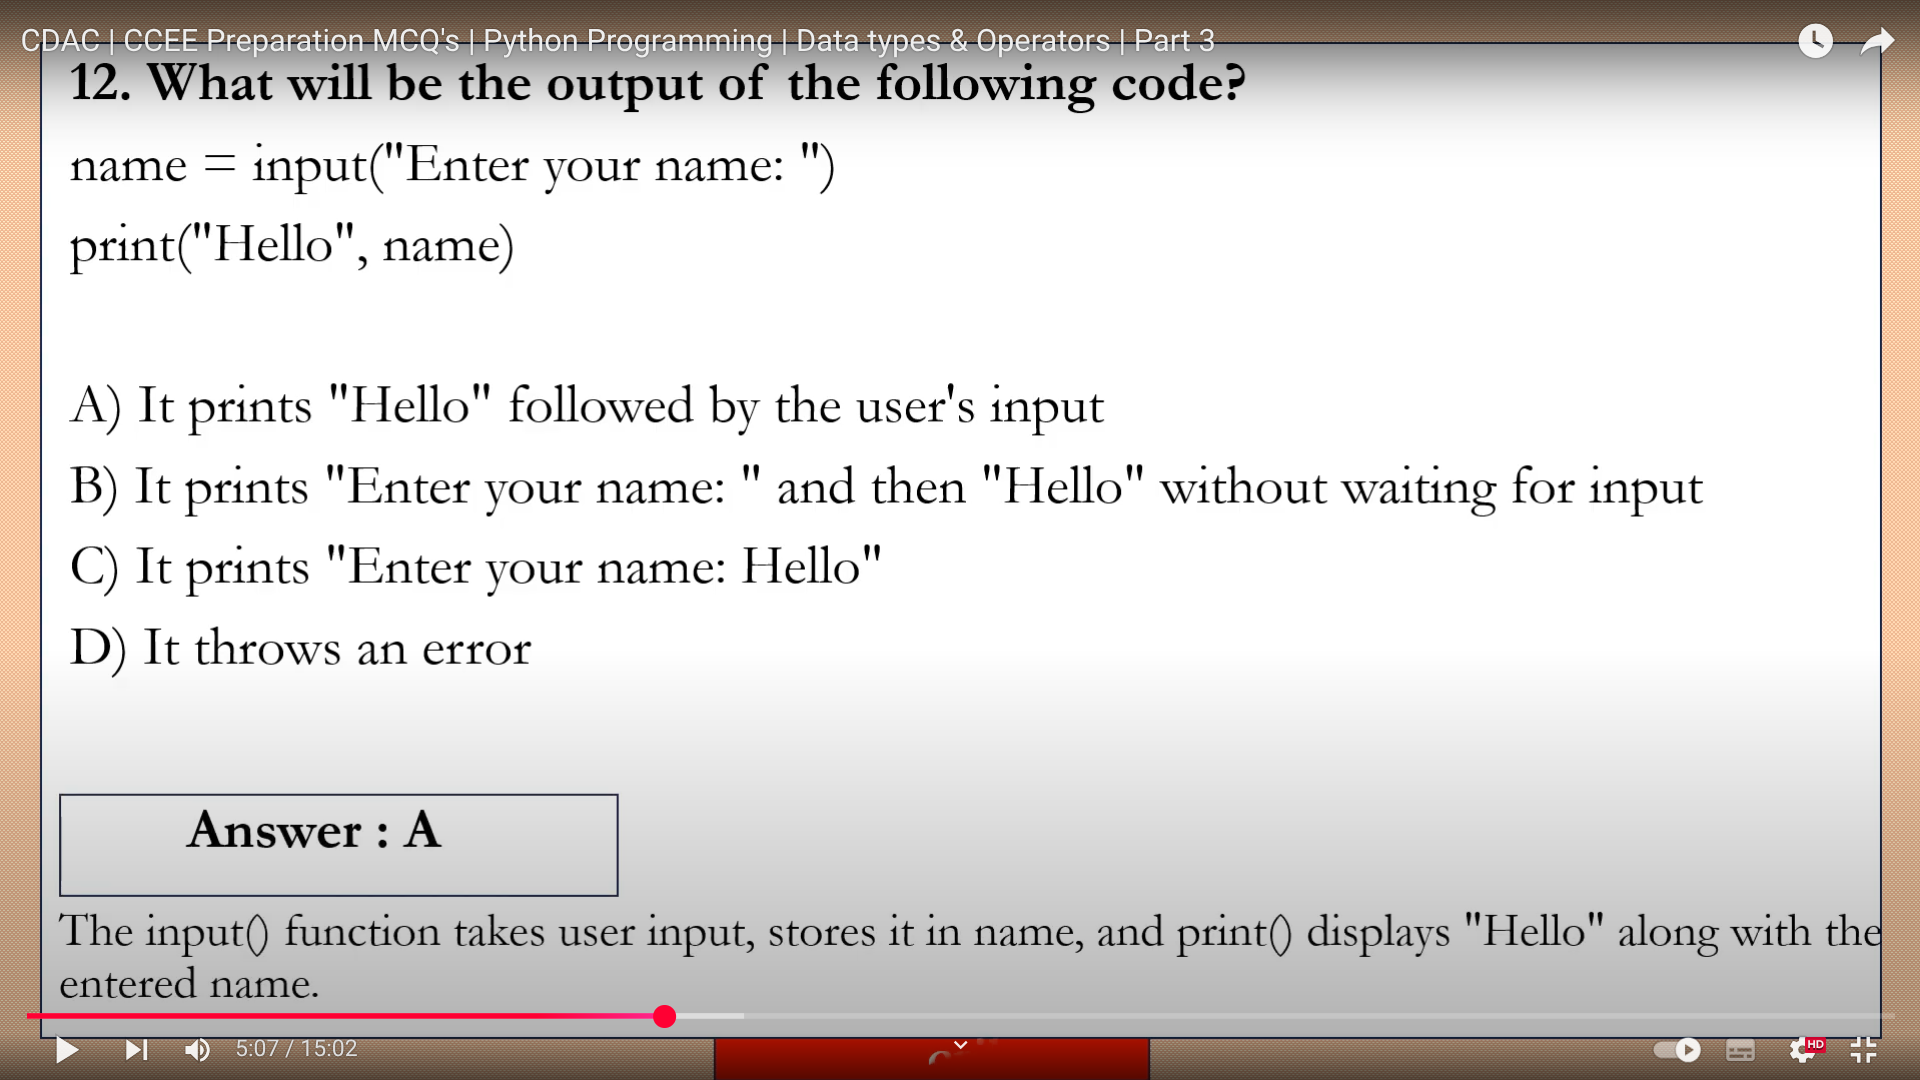 CDAC | CCEE Preparation MCQ's | Python Programming | Data types & Operators | Part 3
12. What will be the output of the following code?
name = input("Enter your name: ")
print("Hello", name)
A) It prints "Hello" followed by the user's input
B) It prints "Enter your name: " and then "Hello" without waiting for input
C) It prints "Enter your name: Hello"
D) It throws an error
Answer : A
The input() function takes user input, stores it in name, and print() displays "Hello" along with the
entered name.
5:07 / 15:02
HD